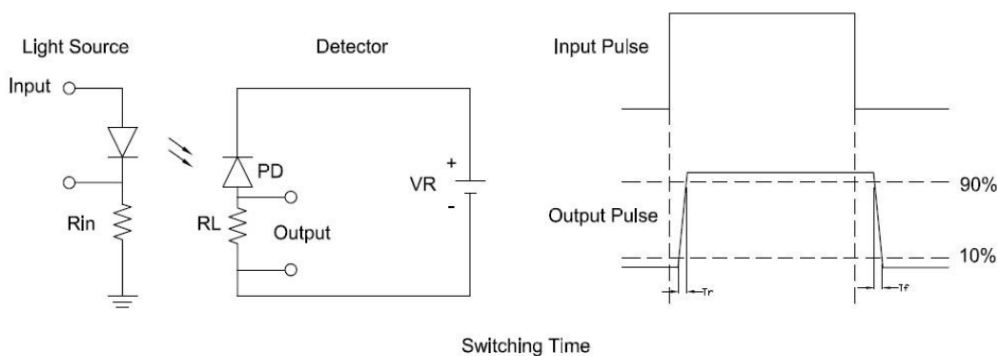 Light Source
Detector
Input Pulse
Input
PD
+
VR
-
90%
Rin
RL
Output
Output Pulse
10%
Tr
Tf
Switching Time